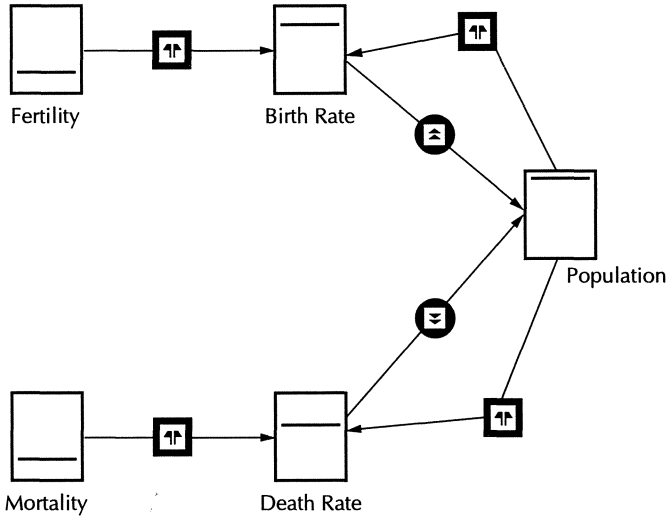 Fertility
Birth Rate
Population
Mortality
Death Rate